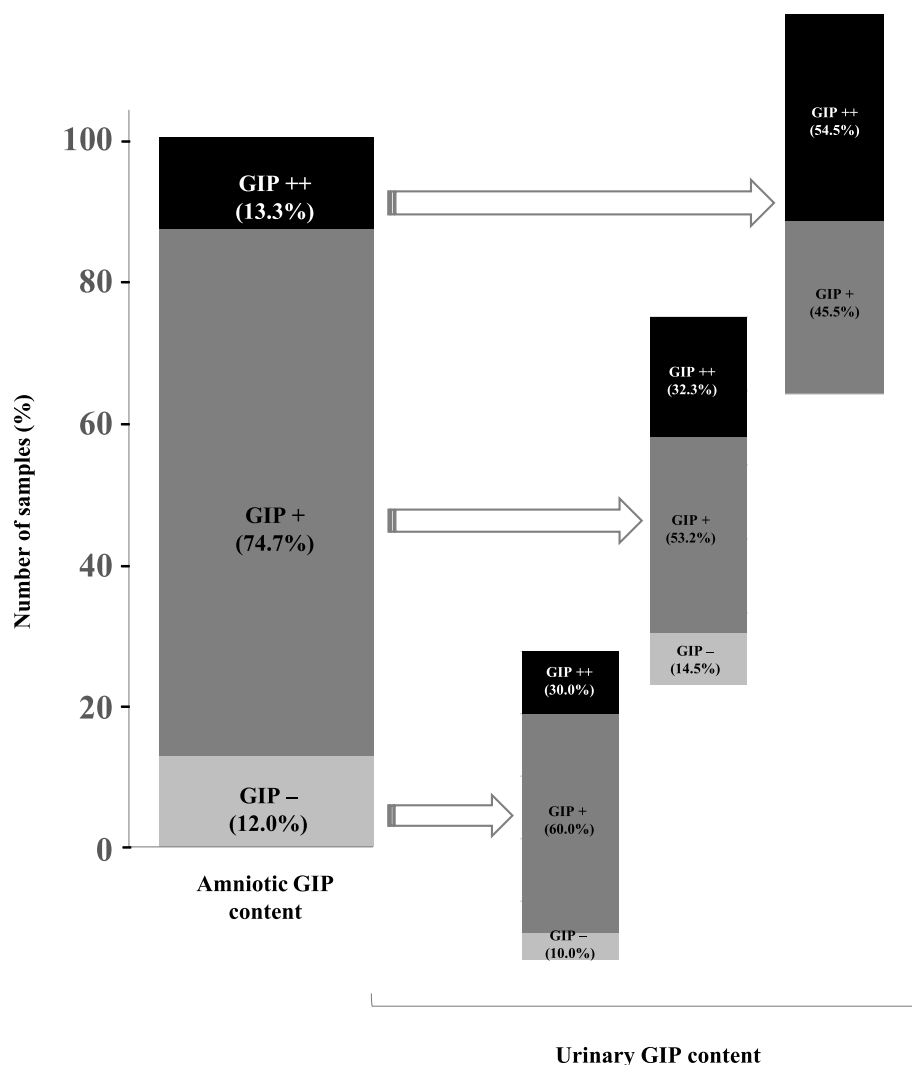 Number of samples (%)
100
80
60
40
20
0
GIP ++
(13.3%)
GIP +
(74.7%)
GIP –
(12.0%)
Amniotic GIP
content
GIP ++
(30.0%)
GIP +
(60.0%)
GIP –
(10.0%)
GIP ++
(32.3%)
GIP +
(53.2%)
GIP –
(14.5%)
GIP ++
(54.5%)
GIP +
(45.5%)
Urinary GIP content